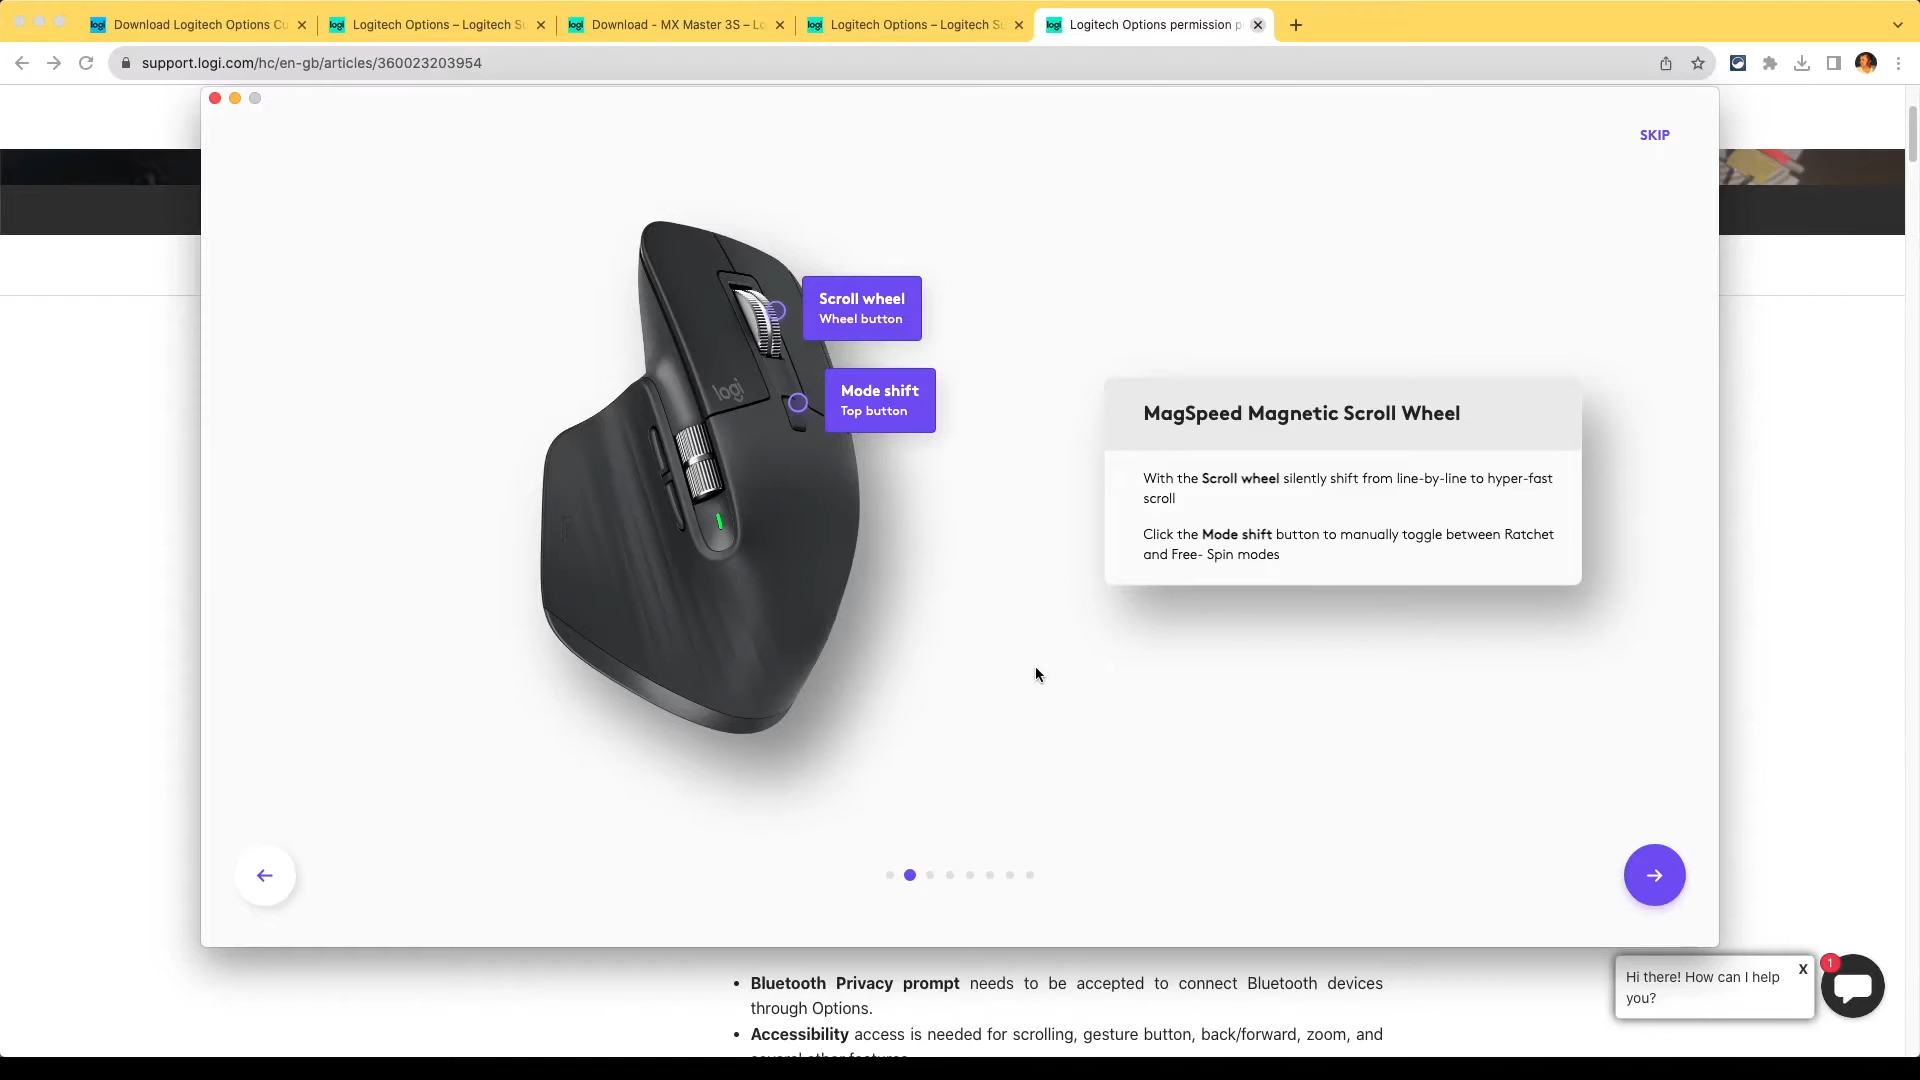 Download Logitech Options Cu
Logitech Options – Logitech Su
Download - MX Master 3S – Lo
Logitech Options – Logitech Su
Logitech Options permission p
support.logi.com/hc/en-gb/articles/360023203954
SKIP
Scroll wheel
Wheel button
logi
Mode shift
Top button
MagSpeed Magnetic Scroll Wheel
With the Scroll wheel silently shift from line-by-line to hyper-fast
scroll
Click the Mode shift button to manually toggle between Ratchet
and Free- Spin modes
Bluetooth Privacy prompt needs to be accepted to connect Bluetooth devices
through Options.
Accessibility access is needed for scrolling, gesture button, back/forward, zoom, and
1
Hi there! How can I help
you?
X